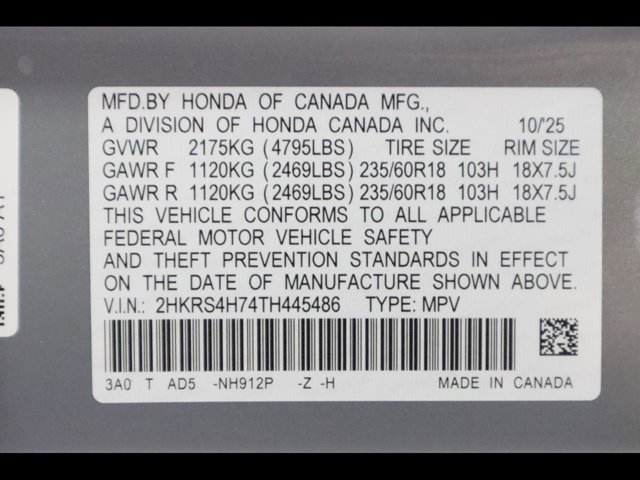 MFD.BY HONDA OF CANADA MFG.,
A DIVISION OF HONDA CANADA INC. 10/'25
GVWR 2175KG (4795LBS) TIRE SIZE RIM SIZE
GAWR F 1120KG (2469LBS) 235/60R18 103H 18X7.5J
GAWR R 1120KG (2469LBS) 235/60R18 103H 18X7.5J
THIS VEHICLE CONFORMS TO ALL APPLICABLE
FEDERAL MOTOR VEHICLE SAFETY
AND THEFT PREVENTION STANDARDS IN EFFECT
ON THE DATE OF MANUFACTURE SHOWN ABOVE.
V.I.N: 2HKRS4H74TH445486 TYPE: MPV
3A0 T AD5 -NH912P -Z -H MADE IN CANADA